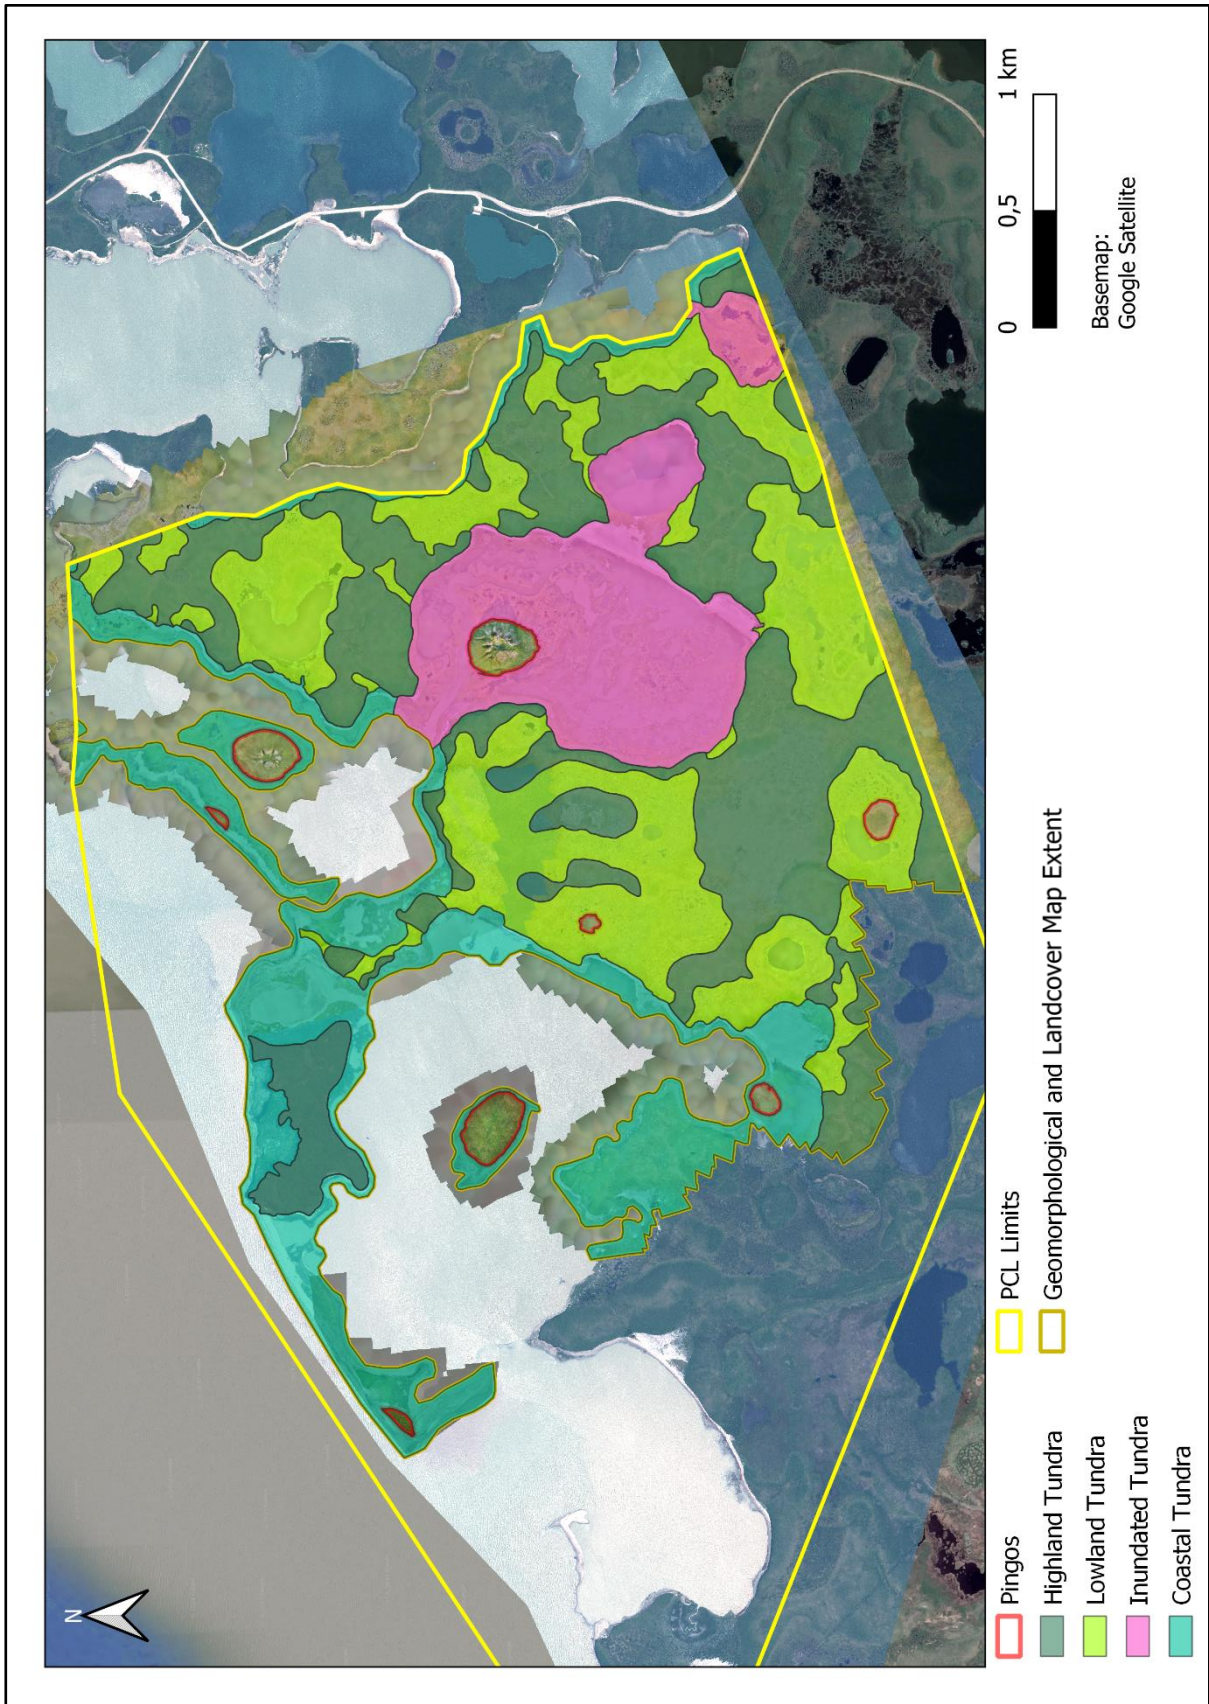 N
Pingos
Highland Tundra
Lowland Tundra
Inundated Tundra
Coastal Tundra
PCL Limits
Geomorphological and Landcover Map Extent
0 0,5 1 km
Basemap:
Google Satellite